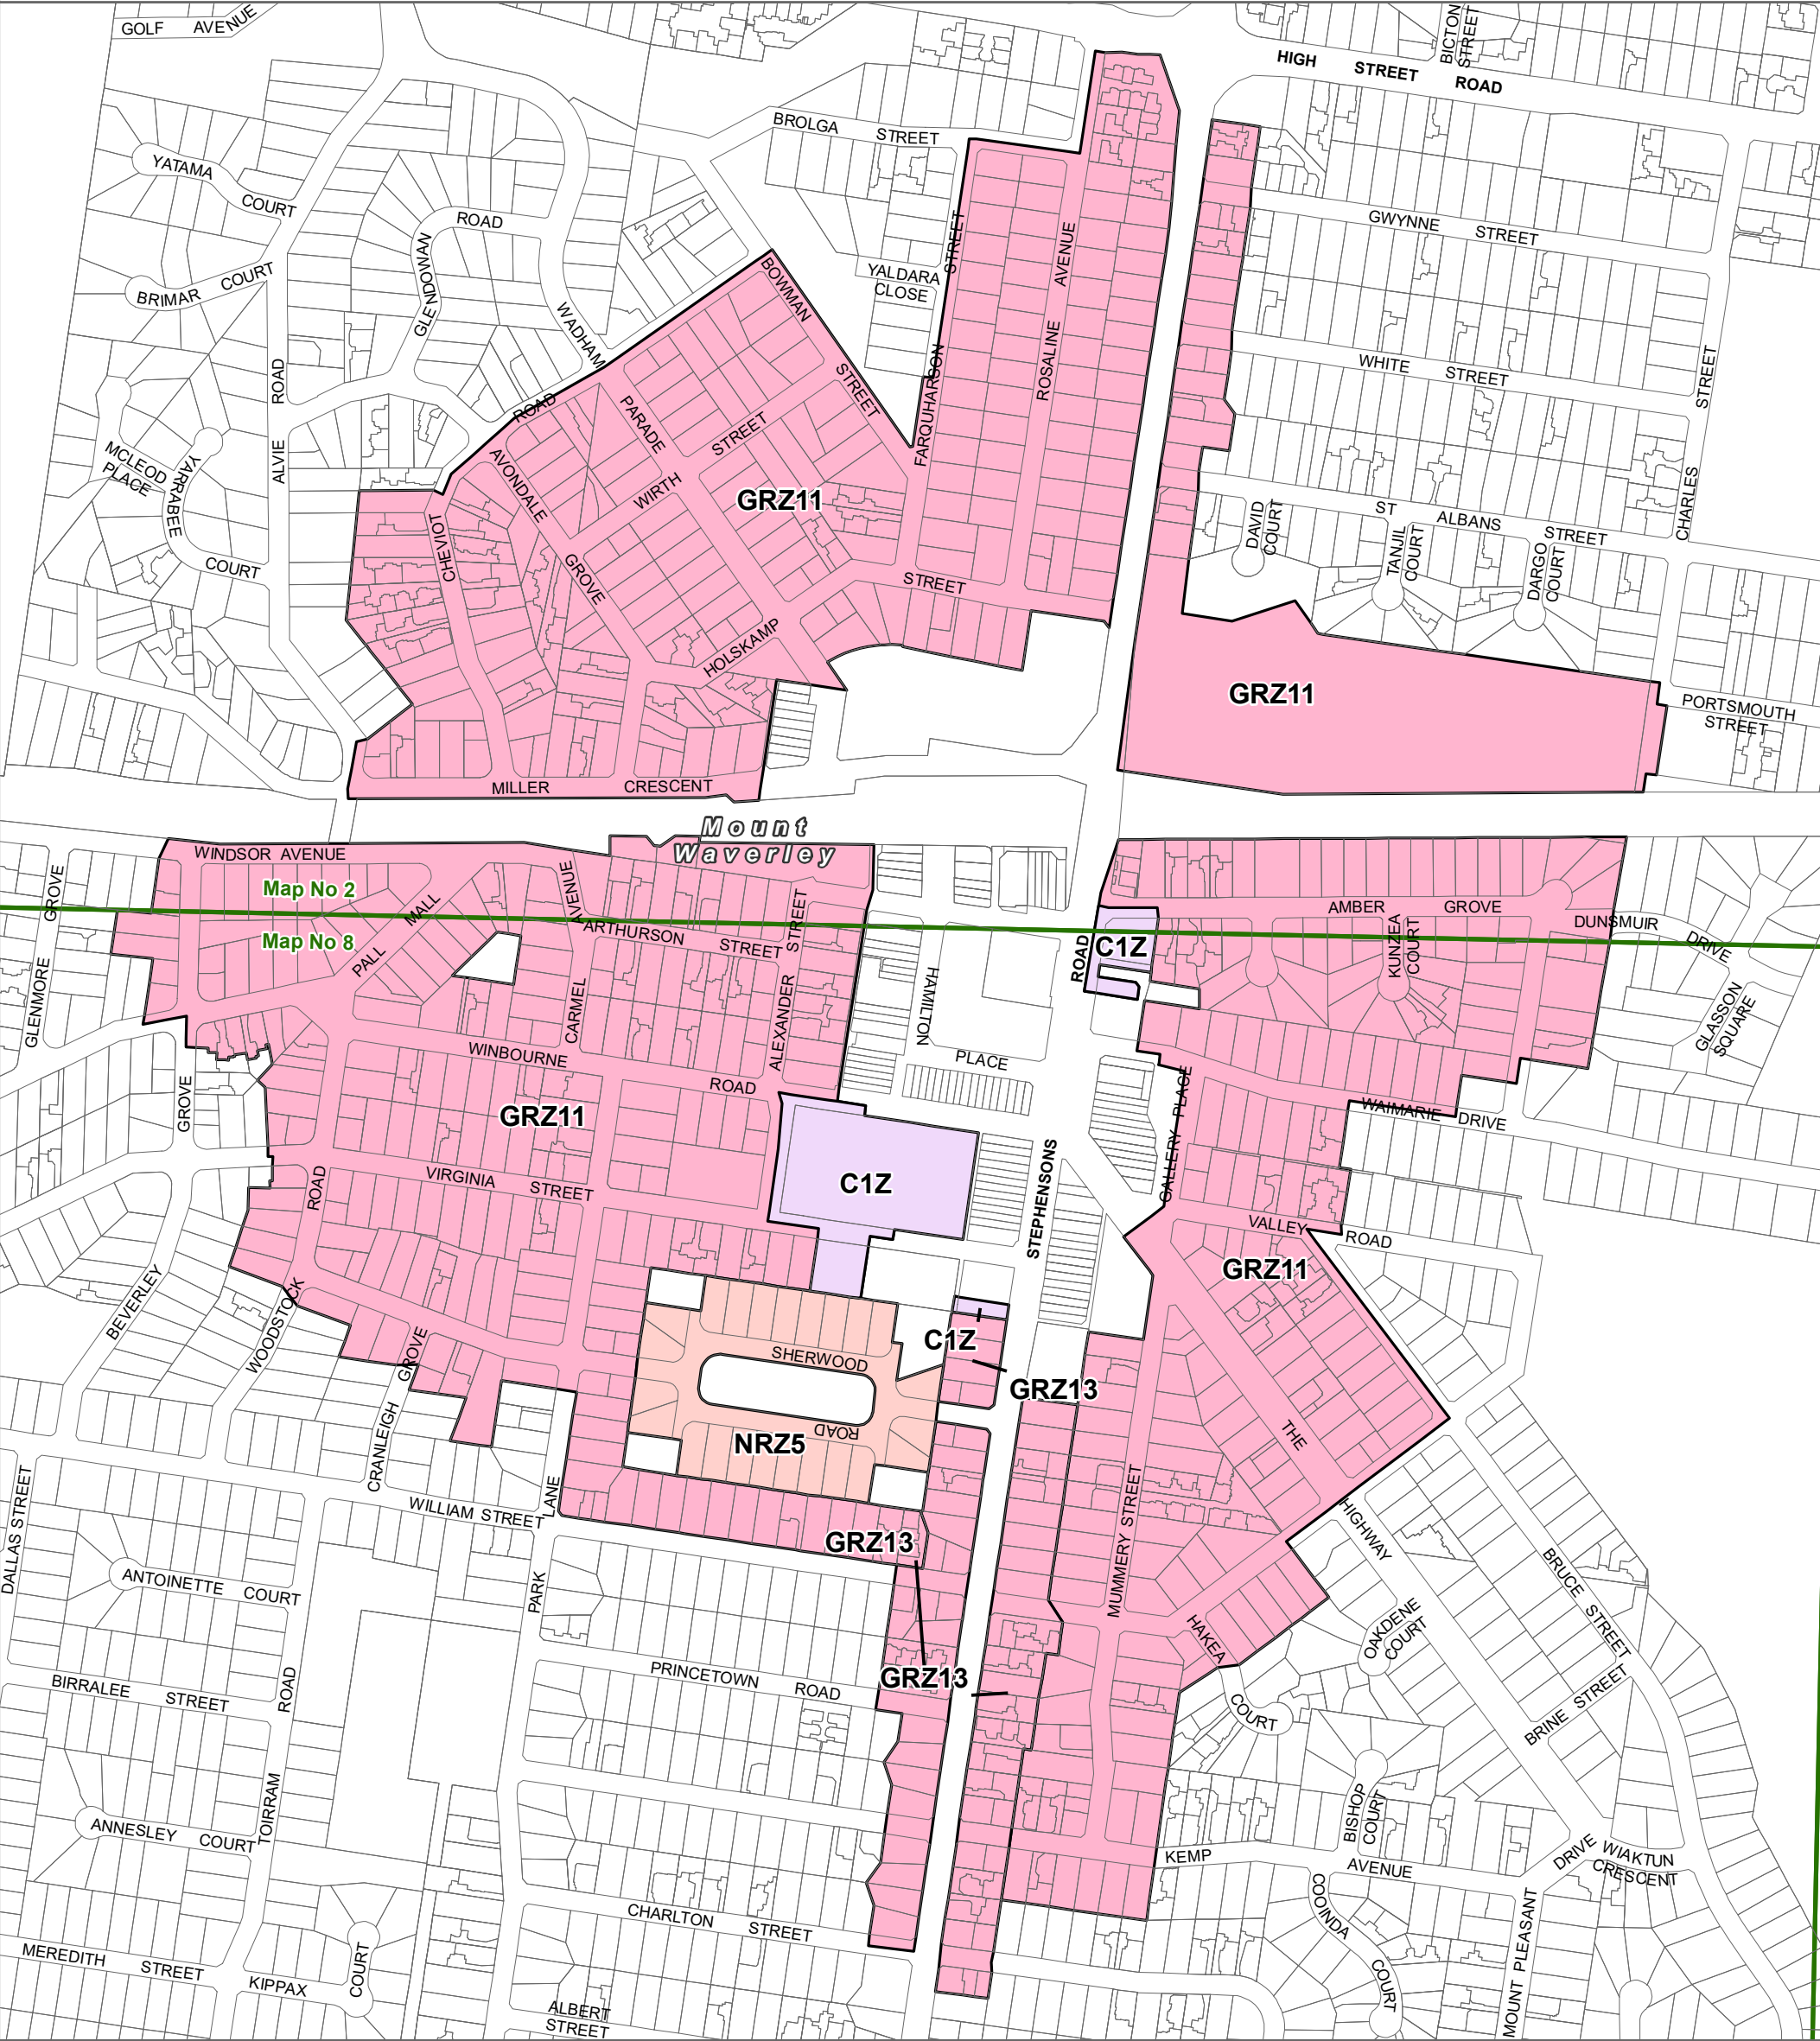 GOLF AVENUE
HIGH STREET ROAD
BICTON
STREET
BROLGA STREET
YATAMA
COURT
ROAD
GLENDOWAN
BRIMAR COURT
WADHAM
ROAD
BOWMAN
STREET
YALDARA
CLOSE
FARQUHARSON STREET
ROSALINE AVENUE
GWYNNE STREET
WHITE STREET
CHARLES STREET
ALVIE ROAD
MCLEOD
PLACE
YARRABEE
COURT
PARADE
AVONDALE
GROVE
WIRTH STREET
CHEVIOT
GRZ11
HOLSKAMP
STREET
ST ALBANS STREET
DAVID
COURT
TANJIL
COURT
DARGO
COURT
GRZ11
PORTSMOUTH
STREET
MILLER CRESCENT
Mount
Waverley
WINDSOR AVENUE
Map No 2
Map No 8
PALL MALL
GROVE
GLENMORE
AVENUE
CARMEL
ARTHURSON STREET
STREET
ALEXANDER
HAMILTON
PLACE
ROAD
C1Z
AMBER GROVE
KUNZEA
COURT
DUNSMUIR
DRIVE
GLASSON
SQUARE
WINBOURNE ROAD
GROVE
GRZ11
GALLERY PLACE
WAIMARIE DRIVE
VIRGINIA STREET
ROAD
WOODSTOCK
C1Z
STEPHENSONS
VALLEY ROAD
GRZ11
BEVERLEY
GROVE
CRANLEIGH
SHERWOOD
ROAD
NRZ5
C1Z
GRZ13
THE
HIGHWAY
MUMMERY STREET
DALLAS STREET
WILLIAM STREET
LANE
PARK
GRZ13
GRZ13
ANTOINETTE COURT
BRUCE STREET
OAKDENE
COURT
HAKEA
COURT
BRINE STREET
PRINCETOWN ROAD
BIRRALEE STREET
ROAD
TOIRRAM
ANNESLEY COURT
BISHOP
COURT
KEMP AVENUE
DRIVE
WIAKTUN
CRESCENT
COOINDA
COURT
MOUNT PLEASANT
CHARLTON STREET
MEREDITH STREET
KIPPAX
COURT
ALBERT
STREET